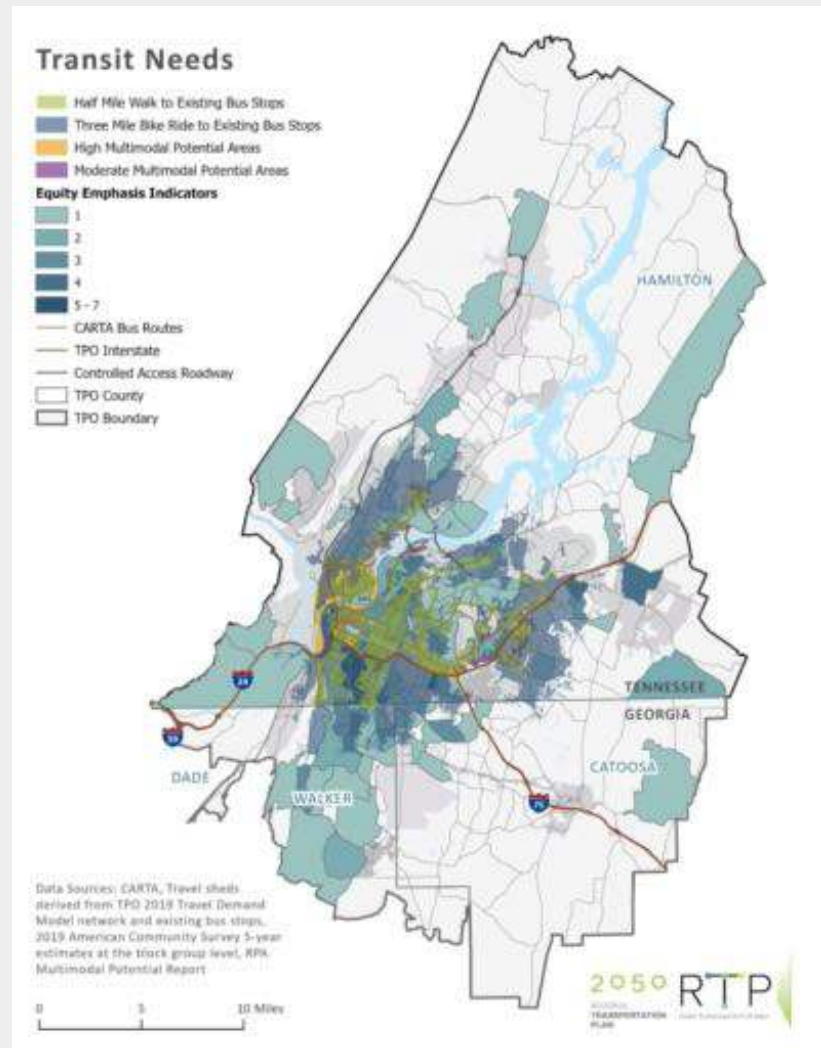 Transit Needs
Half Mile Walk to Existing Bus Stops
Three Mile Bike Ride to Existing Bus Stops
High Multimodal Potential Areas
Moderate Multimodal Potential Areas
Equity Emphasis Indicators
1
2
3
4
5 - 7
CARTA Bus Routes
TPO Interstate
Controlled Access Roadway
TPO County
TPO Boundary
HAMILTON
24
TENNESSEE
GEORGIA
59
DADE
CATOOSA
WALKER
75
Data Sources: CARTA, Travel sheds
derived from TPO 2019 Travel Demand
Model network and existing bus stops,
2019 American Community Survey 5-year
estimates at the block group level, RPA
Multimodal Potential Report
0 5 10 Miles
2050 RTP
REGIONAL
TRANSPORTATION
PLAN